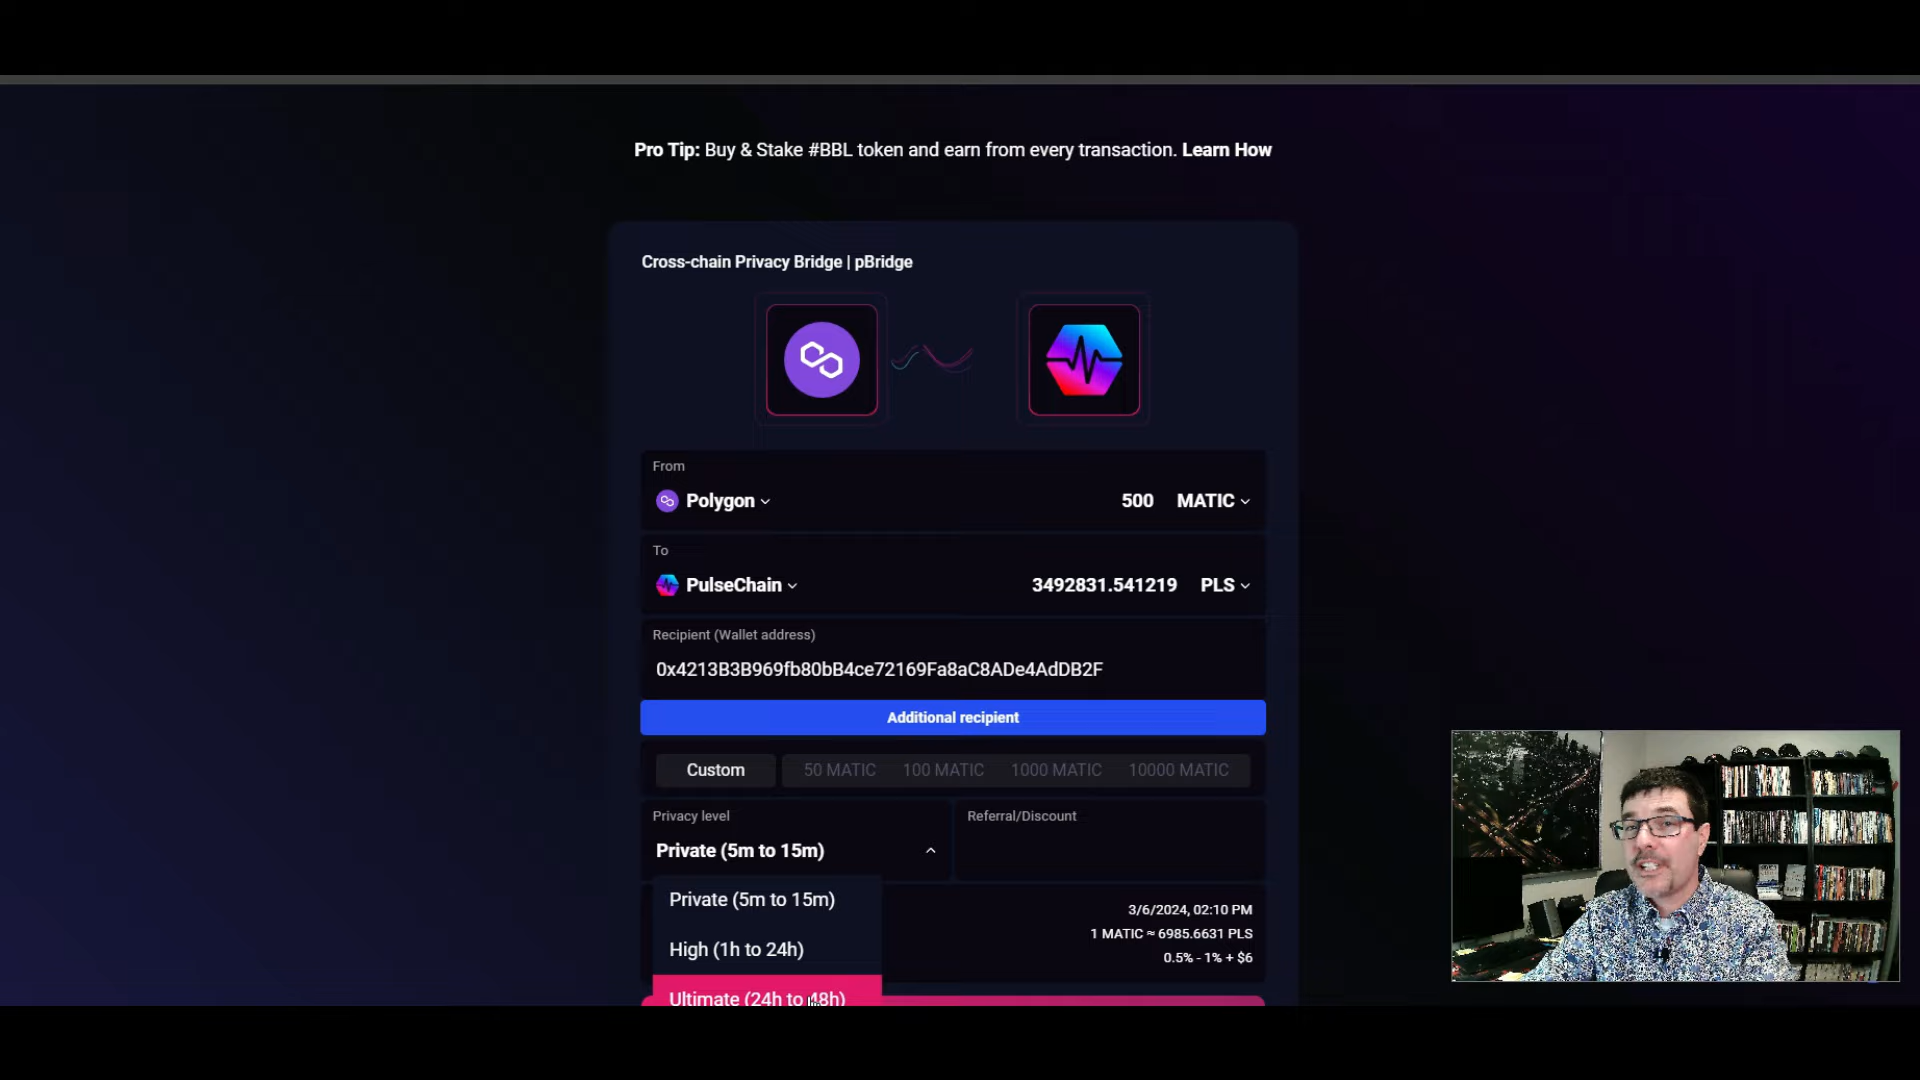 Pro Tip: Buy & Stake #BBL token and earn from every transaction. Learn How
Cross-chain Privacy Bridge | pBridge
From
Polygon 500 MATIC
To
PulseChain 3492831.541219 PLS
Recipient (Wallet address)
0x4213B3B969fb80bB4ce72169Fa8aC8ADe4AdDB2F
Additional recipient
Custom 50 MATIC 100 MATIC 1000 MATIC 10000 MATIC
Privacy level Referral/Discount
Private (5m to 15m)
Private (5m to 15m)
3/6/2024, 02:10 PM
1 MATIC ≈ 6985.6631 PLS
High (1h to 24h)
0.5% - 1% + $6
Ultimate (24h to 48h)